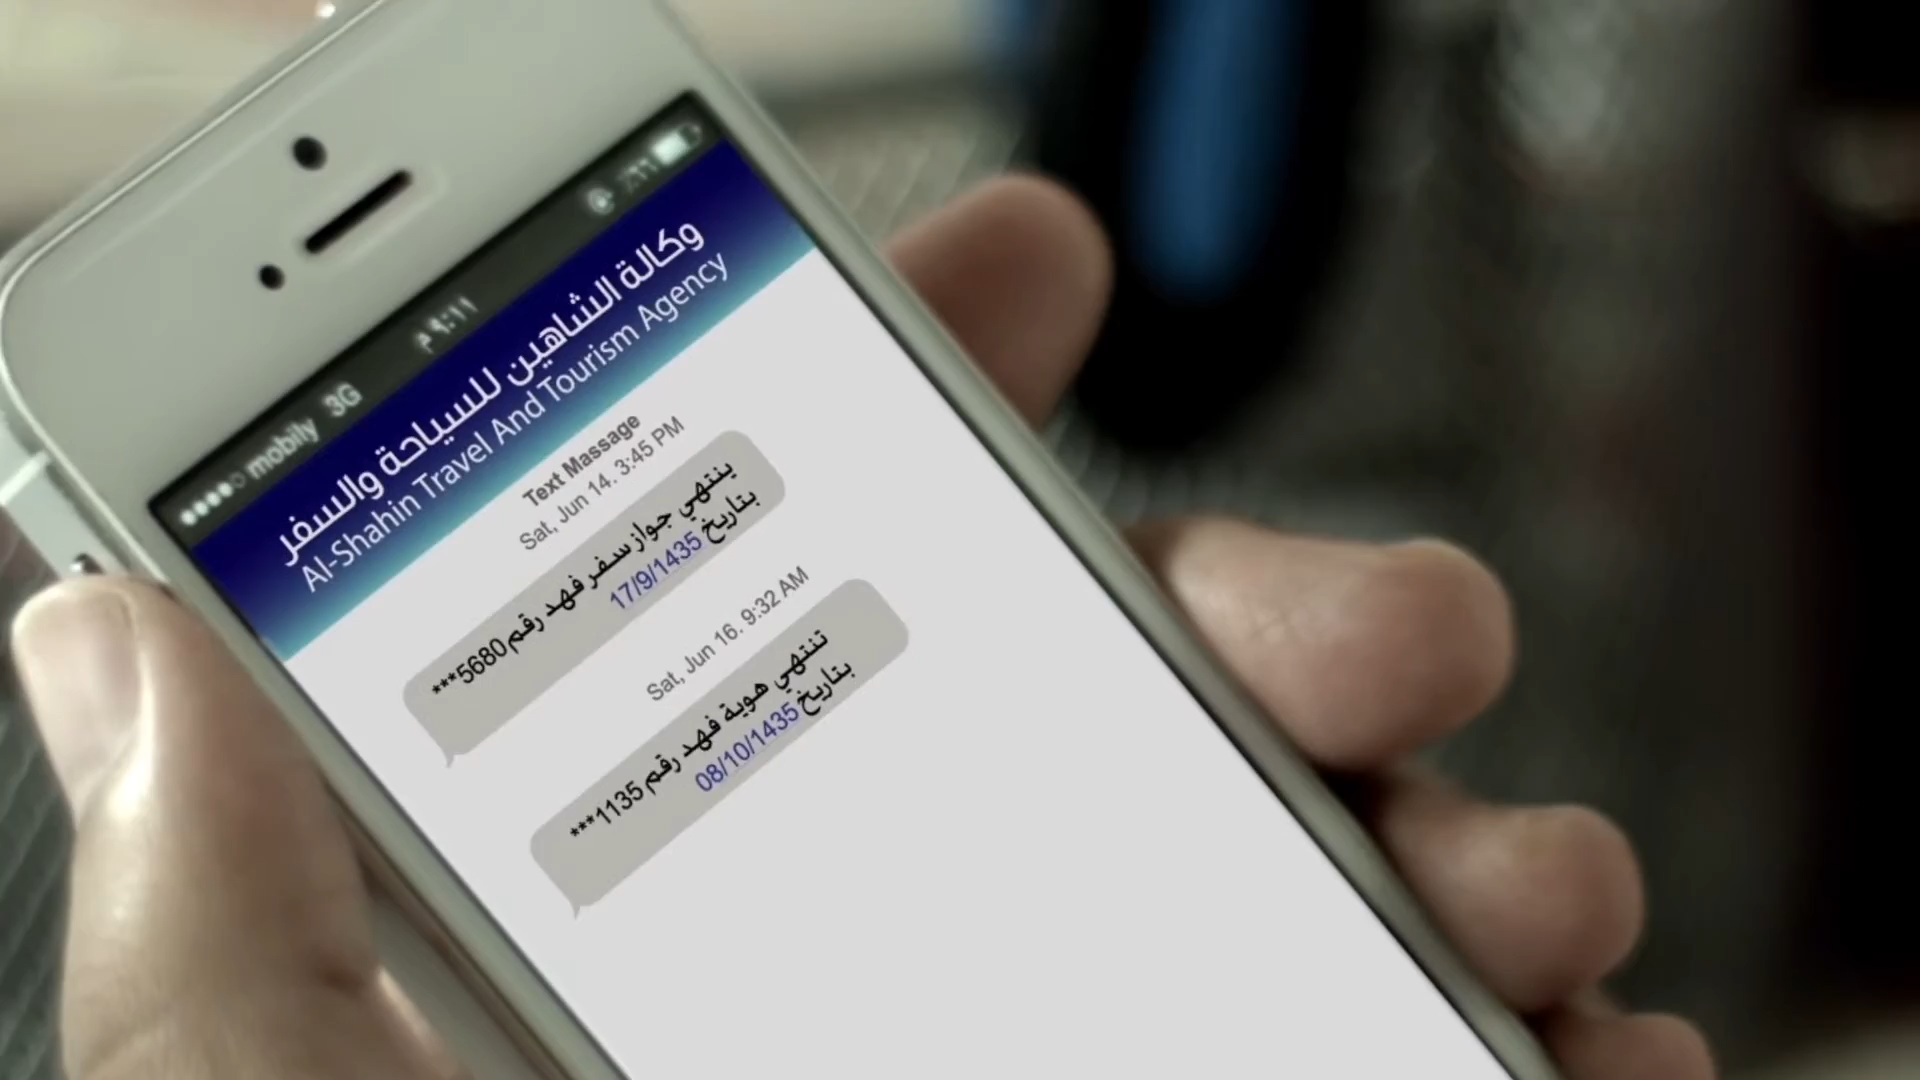 mobily 3G
٩:١١ م
٪٦٦
وكالة الشاهين للسياحة والسفر
Al-Shahin Travel And Tourism Agency
Text Massage
Sat, Jun 14. 3:45 PM
ينتهي جواز سفر فهد رقم 5680***
بتاريخ 17/9/1435
Sat, Jun 16. 9:32 AM
تنتهي هوية فهد رقم 1135***
بتاريخ 08/10/1435